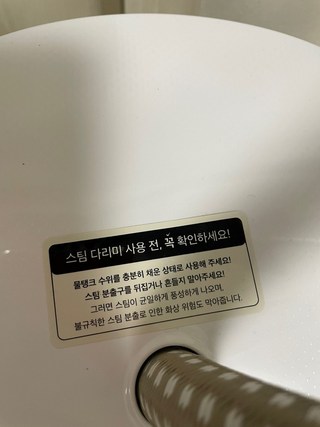 스팀 다리미 사용 전, 꼭 확인하세요!
물탱크 수위를 충분히 채운 상태로 사용해 주세요!
스팀 분출구를 뒤집거나 흔들지 말아주세요!
그러면 스팀이 균일하게 풍성하게 나오며,
불규칙한 스팀 분출로 인한 화상 위험도 막아줍니다.